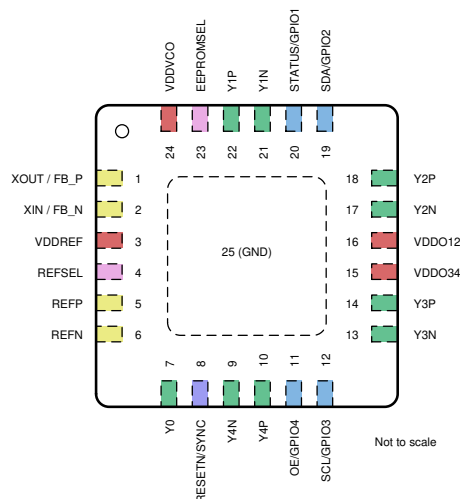 VDDVCO
EEPROMSEL
Y1P
Y1N
STATUS/GPIO1
SDA/GPIO2
24
23
22
21
20
19
XOUT / FB_P 1
XIN / FB_N 2
VDDREF 3
REFSEL 4
REFP 5
REFN 6
25 (GND)
18 Y2P
17 Y2N
16 VDDO12
15 VDDO34
14 Y3P
13 Y3N
7
8
9
10
11
12
Y0
RESETN/SYNC
Y4N
Y4P
OE/GPIO4
SCL/GPIO3
Not to scale